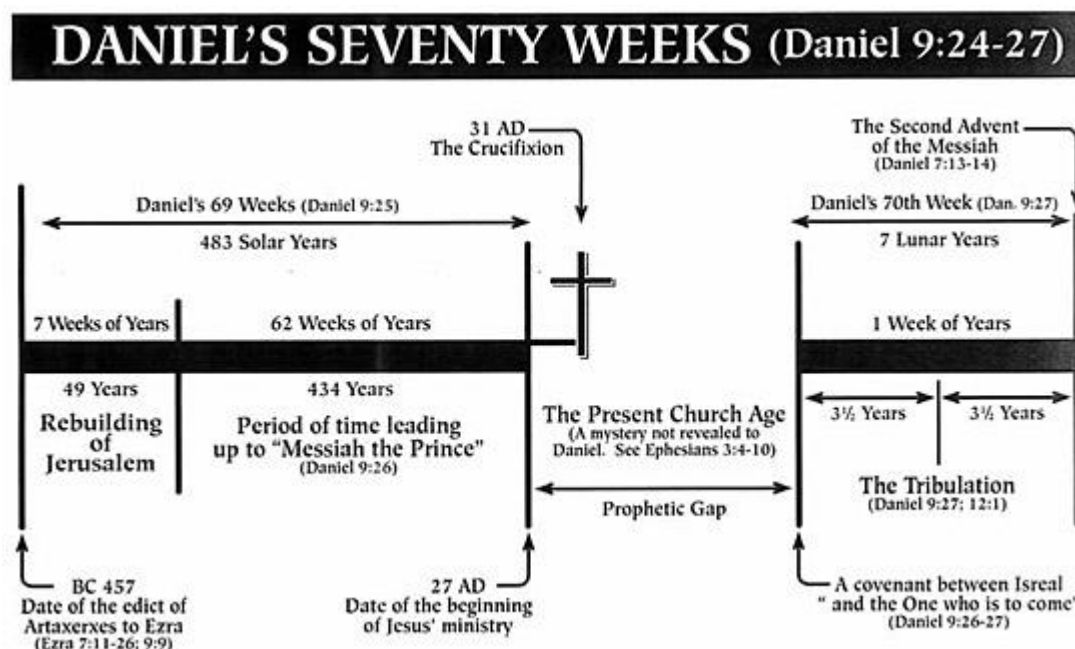 DANIEL'S SEVENTY WEEKS (Daniel 9:24-27)
31 AD
The Crucifixion
The Second Advent
of the Messiah
(Daniel 7:13-14)
Daniel's 69 Weeks (Daniel 9:25)
483 Solar Years
Daniel's 70th Week (Dan. 9:27)
7 Lunar Years
7 Weeks of Years
62 Weeks of Years
1 Week of Years
49 Years
Rebuilding
of
Jerusalem
434 Years
Period of time leading
up to "Messiah the Prince"
(Daniel 9:26)
The Present Church Age
(A mystery not revealed to
Daniel. See Ephesians 3:4-10)
Prophetic Gap
3½ Years
3½ Years
The Tribulation
(Daniel 9:27; 12:1)
BC 457
Date of the edict of
Artaxerxes to Ezra
(Ezra 7:11-26; 9:9)
27 AD
Date of the beginning
of Jesus' ministry
A covenant between Isreal
" and the One who is to come"
(Daniel 9:26-27)